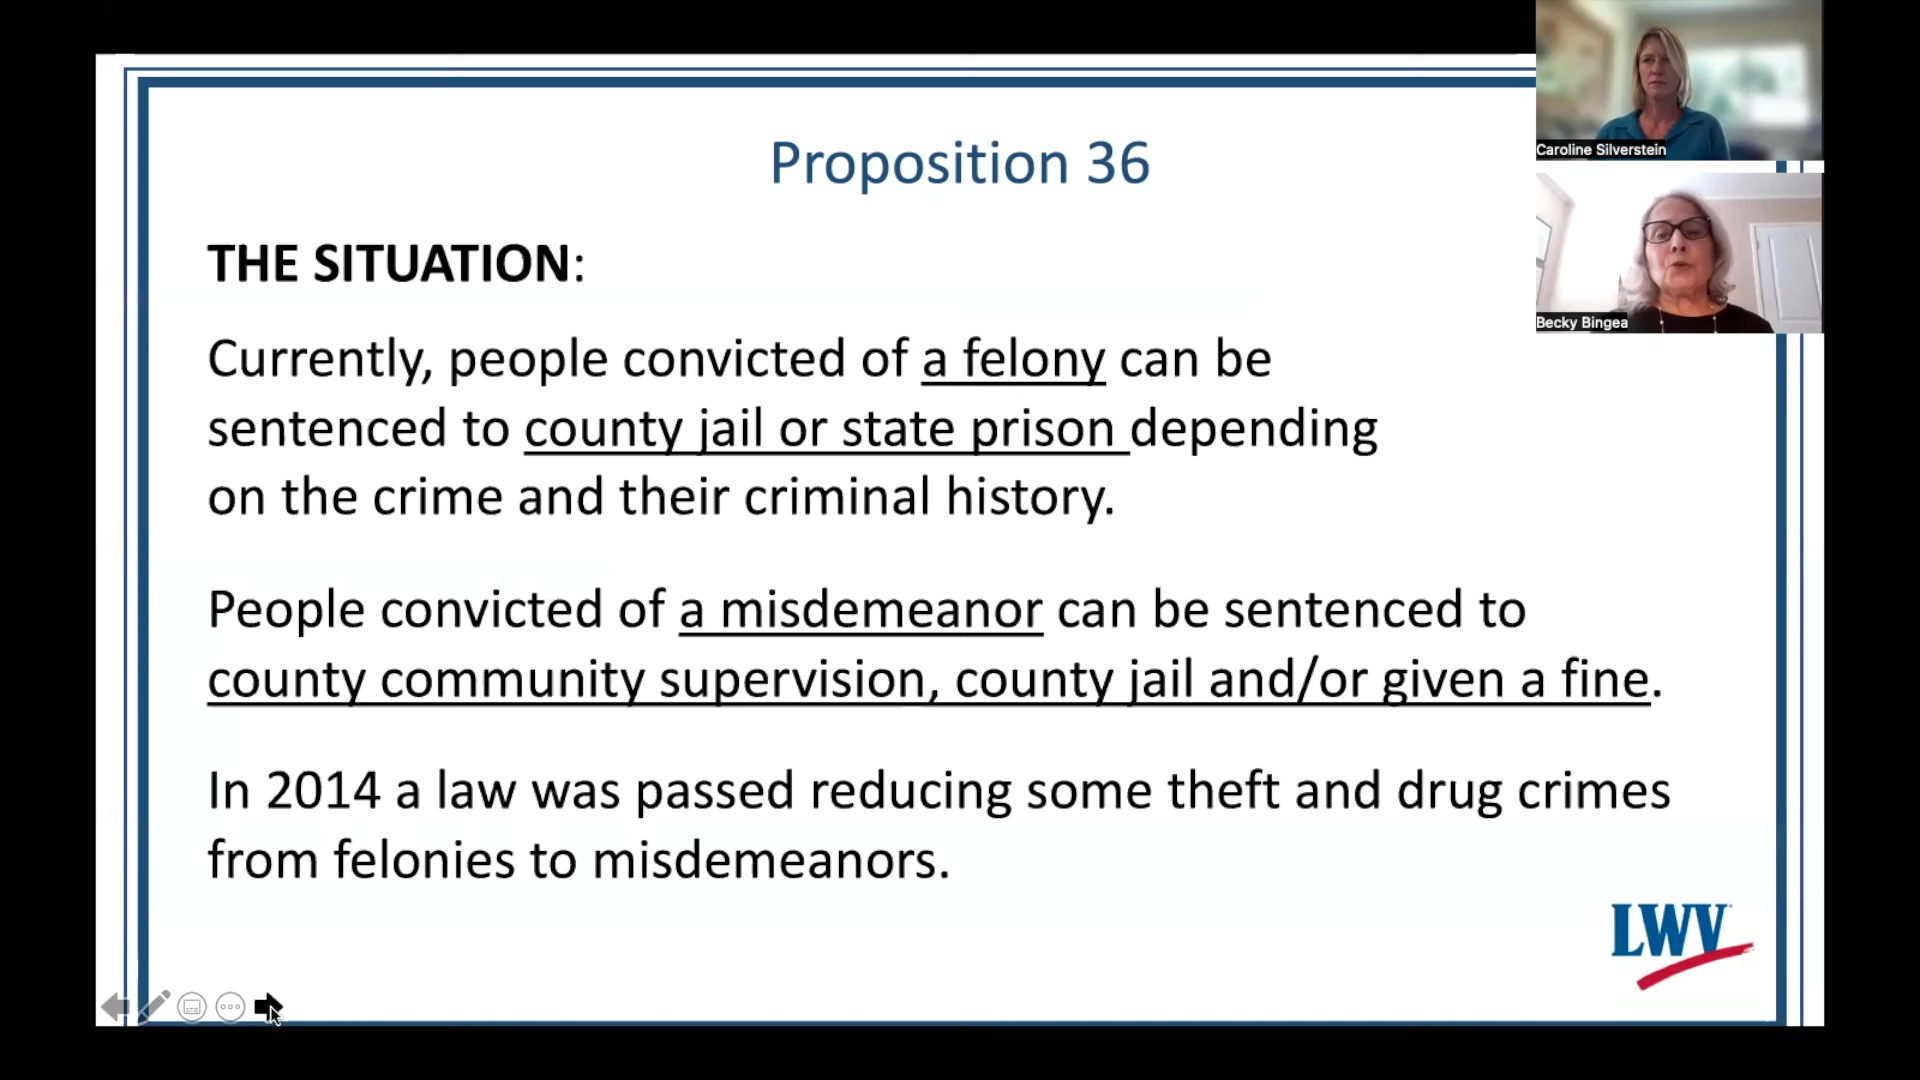 Proposition 36
THE SITUATION:
Currently, people convicted of a felony can be
sentenced to county jail or state prison depending
on the crime and their criminal history.
People convicted of a misdemeanor can be sentenced to
county community supervision, county jail and/or given a fine.
In 2014 a law was passed reducing some theft and drug crimes
from felonies to misdemeanors.
LWV
Caroline Silverstein
Becky Bingea